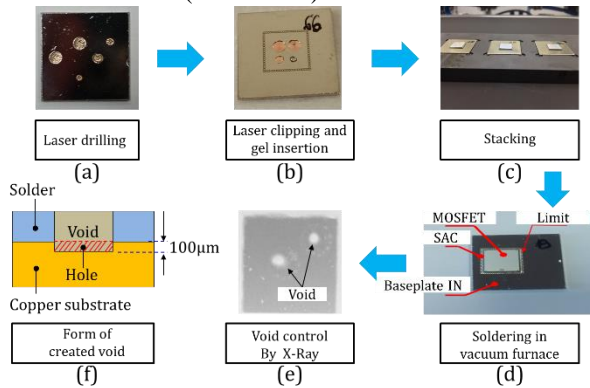 Laser drilling
(a)
Laser clipping and
gel insertion
(b)
Stacking
(c)
Solder
Void
100μm
Hole
Copper substrate
Form of
created void
(f)
Void
Void control
By X-Ray
(e)
MOSFET
Limit
SAC
Baseplate IN
Soldering in
vacuum furnace
(d)